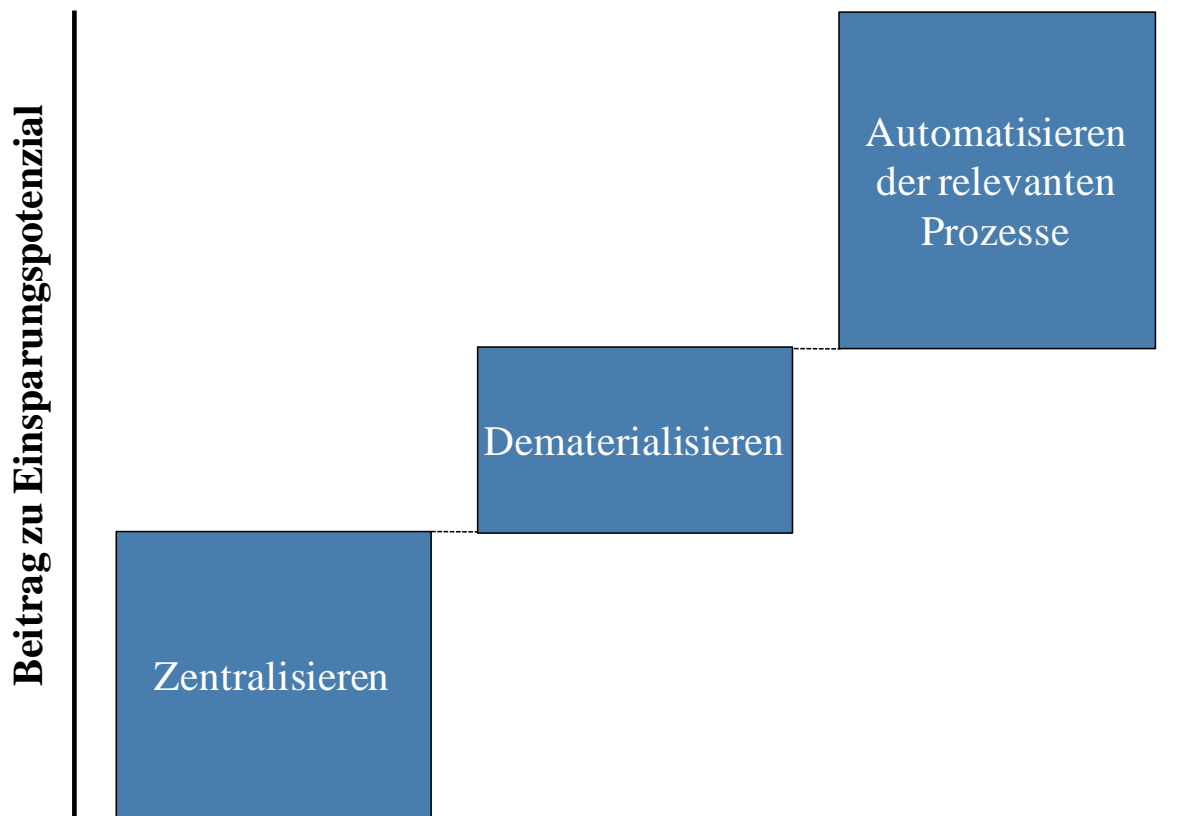 Beitrag zu Einsparungspotenzial
Automatisieren
der relevanten
Prozesse
Dematerialisieren
Zentralisieren